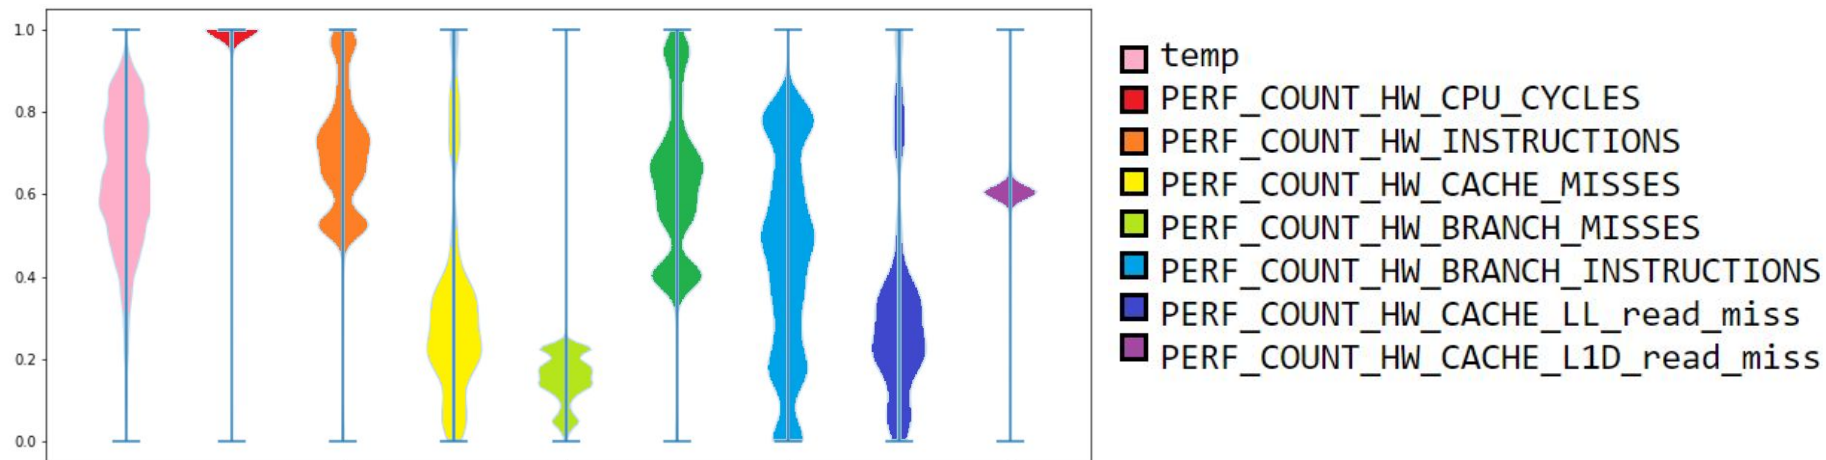 1.0
0.8
0.6
0.4
0.2
0.0
temp
PERF_COUNT_HW_CPU_CYCLES
PERF_COUNT_HW_INSTRUCTIONS
PERF_COUNT_HW_CACHE_MISSES
PERF_COUNT_HW_BRANCH_MISSES
PERF_COUNT_HW_BRANCH_INSTRUCTIONS
PERF_COUNT_HW_CACHE_LL_read_miss
PERF_COUNT_HW_CACHE_L1D_read_miss